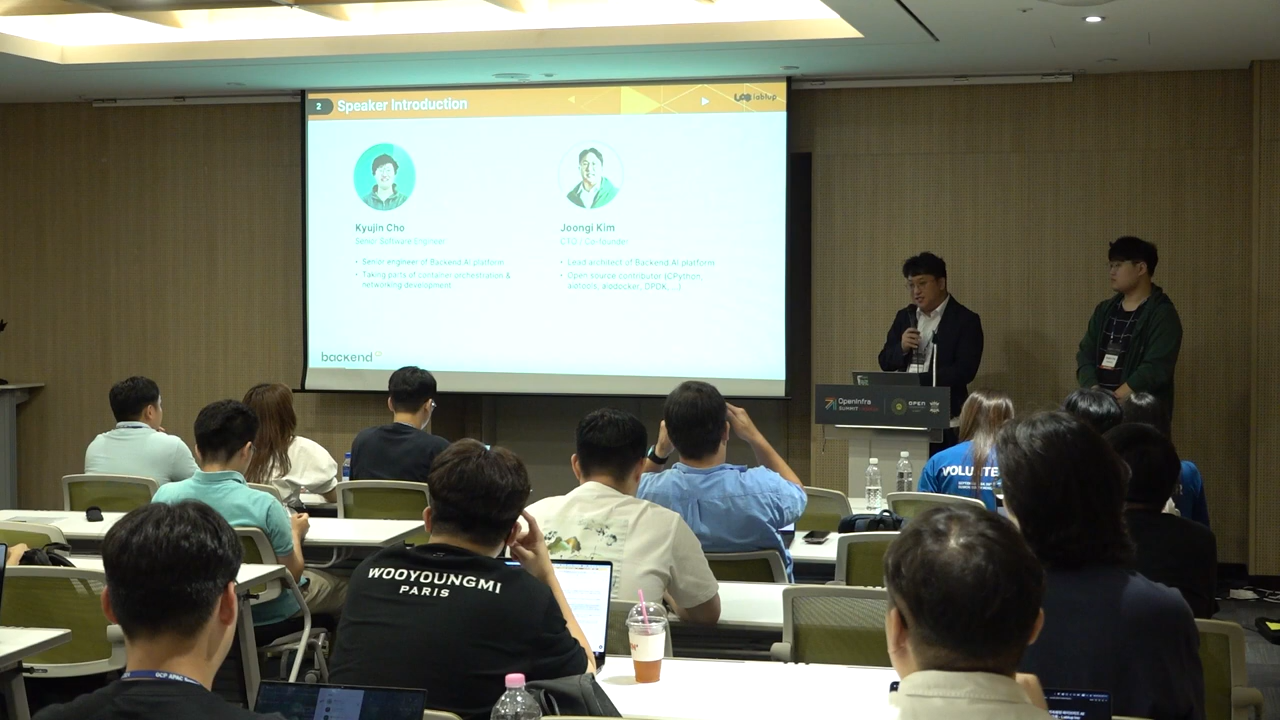 2
Speaker Introduction
lablup
Kyujin Cho
Senior Software Engineer
• Senior engineer of Backend.AI platform
• Taking parts of container orchestration &
networking development
Joongi Kim
CTO / Co-founder
• Lead architect of Backend.AI platform
• Open source contributor (CPython,
aiotools, aiodocker, DPDK, ...)
backend
OpenInfra
SUMMIT
OPEN
VOLUNTE
WOOYOUNGMI
PARIS
GCP APAC